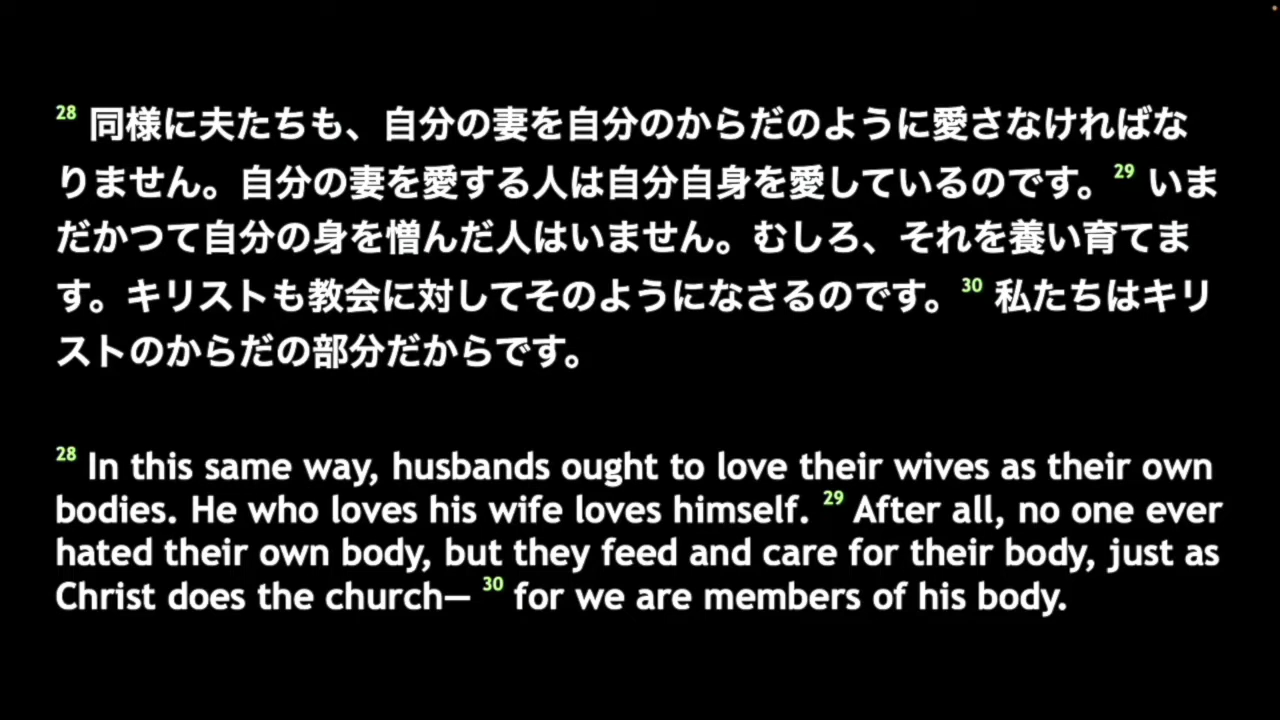 28 同様に夫たちも、自分の妻を自分のからだのように愛さなければな
りません。自分の妻を愛する人は自分自身を愛しているのです。29 いま
だかつて自分の身を憎んだ人はいません。むしろ、それを養い育てま
す。キリストも教会に対してそのようになさるのです。30 私たちはキリ
ストのからだの部分だからです。
28 In this same way, husbands ought to love their wives as their own
bodies. He who loves his wife loves himself. 29 After all, no one ever
hated their own body, but they feed and care for their body, just as
Christ does the church— 30 for we are members of his body.